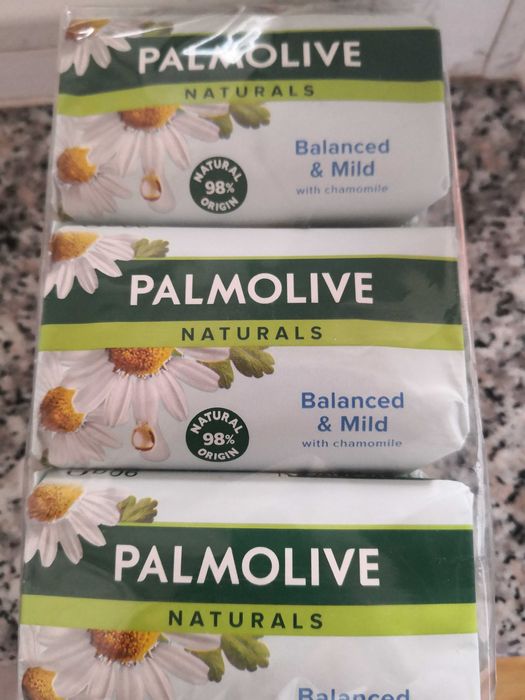 PALMOLIVE
NATURALS
Balanced
& Mild
with chamomile
NATURAL
98%
ORIGIN
PALMOLIVE
NATURALS
Balanced
& Mild
with chamomile
NATURAL
98%
ORIGIN
PALMOLIVE
NATURALS
Balanced